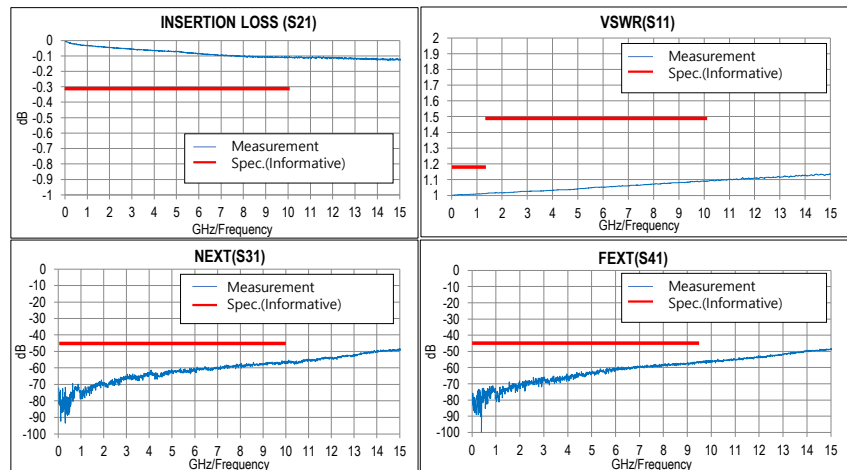 INSERTION LOSS (S21)
0
-0.1
-0.2
-0.3
-0.4
-0.5
-0.6
-0.7
-0.8
-0.9
-1
dB
Measurement
Spec.(Informative)
0 1 2 3 4 5 6 7 8 9 10 11 12 13 14 15
GHz/Frequency
VSWR(S11)
2
1.9
1.8
1.7
1.6
1.5
1.4
1.3
1.2
1.1
1
Measurement
Spec.(Informative)
0 1 2 3 4 5 6 7 8 9 10 11 12 13 14 15
GHz/Frequency
NEXT(S31)
0
-10
-20
-30
-40
-50
-60
-70
-80
-90
-100
dB
Measurement
Spec.(Informative)
0 1 2 3 4 5 6 7 8 9 10 11 12 13 14 15
GHz/Frequency
FEXT(S41)
0
-10
-20
-30
-40
-50
-60
-70
-80
-90
-100
dB
Measurement
Spec.(Informative)
0 1 2 3 4 5 6 7 8 9 10 11 12 13 14 15
GHz/Frequency